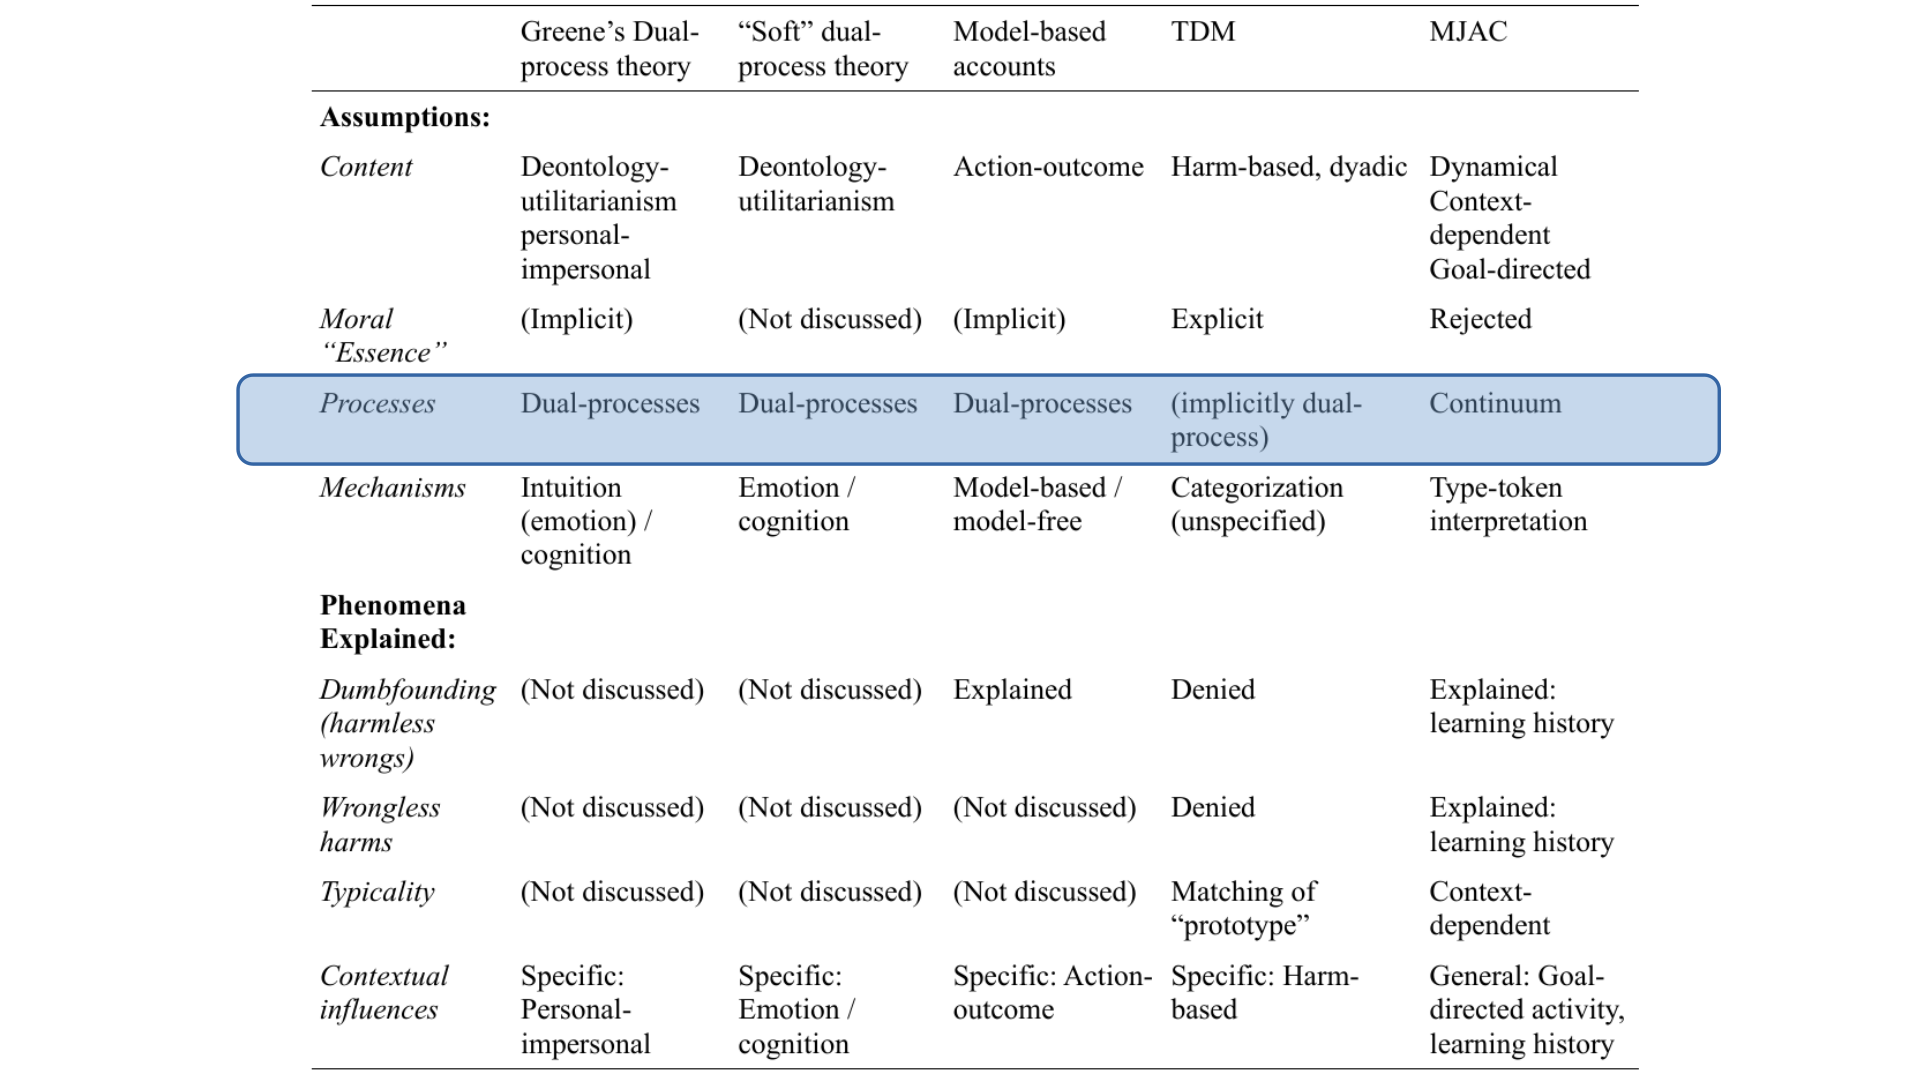 Greene’s Dual-process theory “Soft” dual-process theory Model-based accounts TDM MJAC
Assumptions:
Content Deontology-utilitarianism personal-impersonal Deontology-utilitarianism Action-outcome Harm-based, dyadic Dynamical Context-dependent Goal-directed
Moral “Essence” (Implicit) (Not discussed) (Implicit) Explicit Rejected
Processes Dual-processes Dual-processes Dual-processes (implicitly dual-process) Continuum
Mechanisms Intuition (emotion) / cognition Emotion / cognition Model-based / model-free Categorization (unspecified) Type-token interpretation
Phenomena Explained:
Dumbfounding (harmless wrongs) (Not discussed) (Not discussed) Explained Denied Explained: learning history
Wrongless harms (Not discussed) (Not discussed) (Not discussed) Denied Explained: learning history
Typicality (Not discussed) (Not discussed) (Not discussed) Matching of “prototype” Context-dependent
Contextual influences Specific: Personal-impersonal Specific: Emotion / cognition Specific: Action-outcome Specific: Harm-based General: Goal-directed activity, learning history